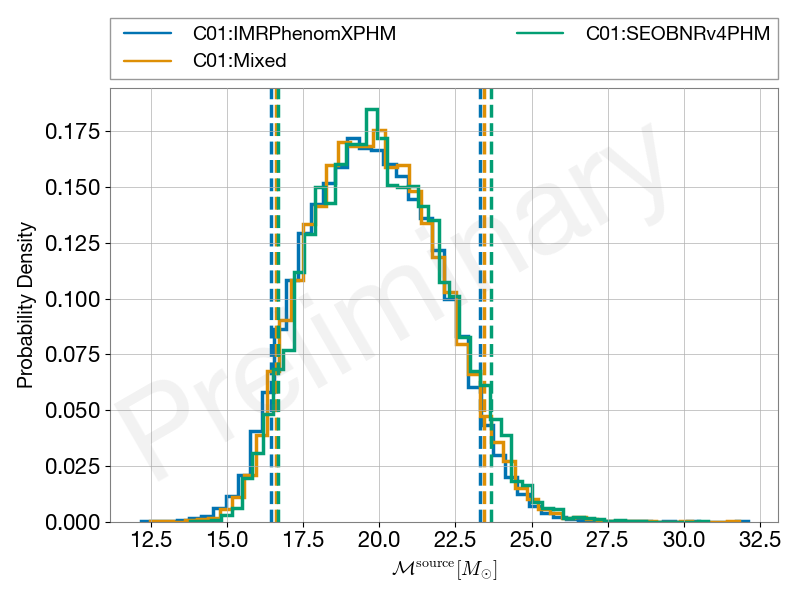 C01:IMRPhenomXPHM
C01:Mixed
C01:SEOBNRv4PHM
Probability Density
0.175
0.150
0.125
0.100
0.075
0.050
0.025
0.000
Preliminary
12.5 15.0 17.5 20.0 22.5 25.0 27.5 30.0 32.5
ℳ^source [M_⊙]